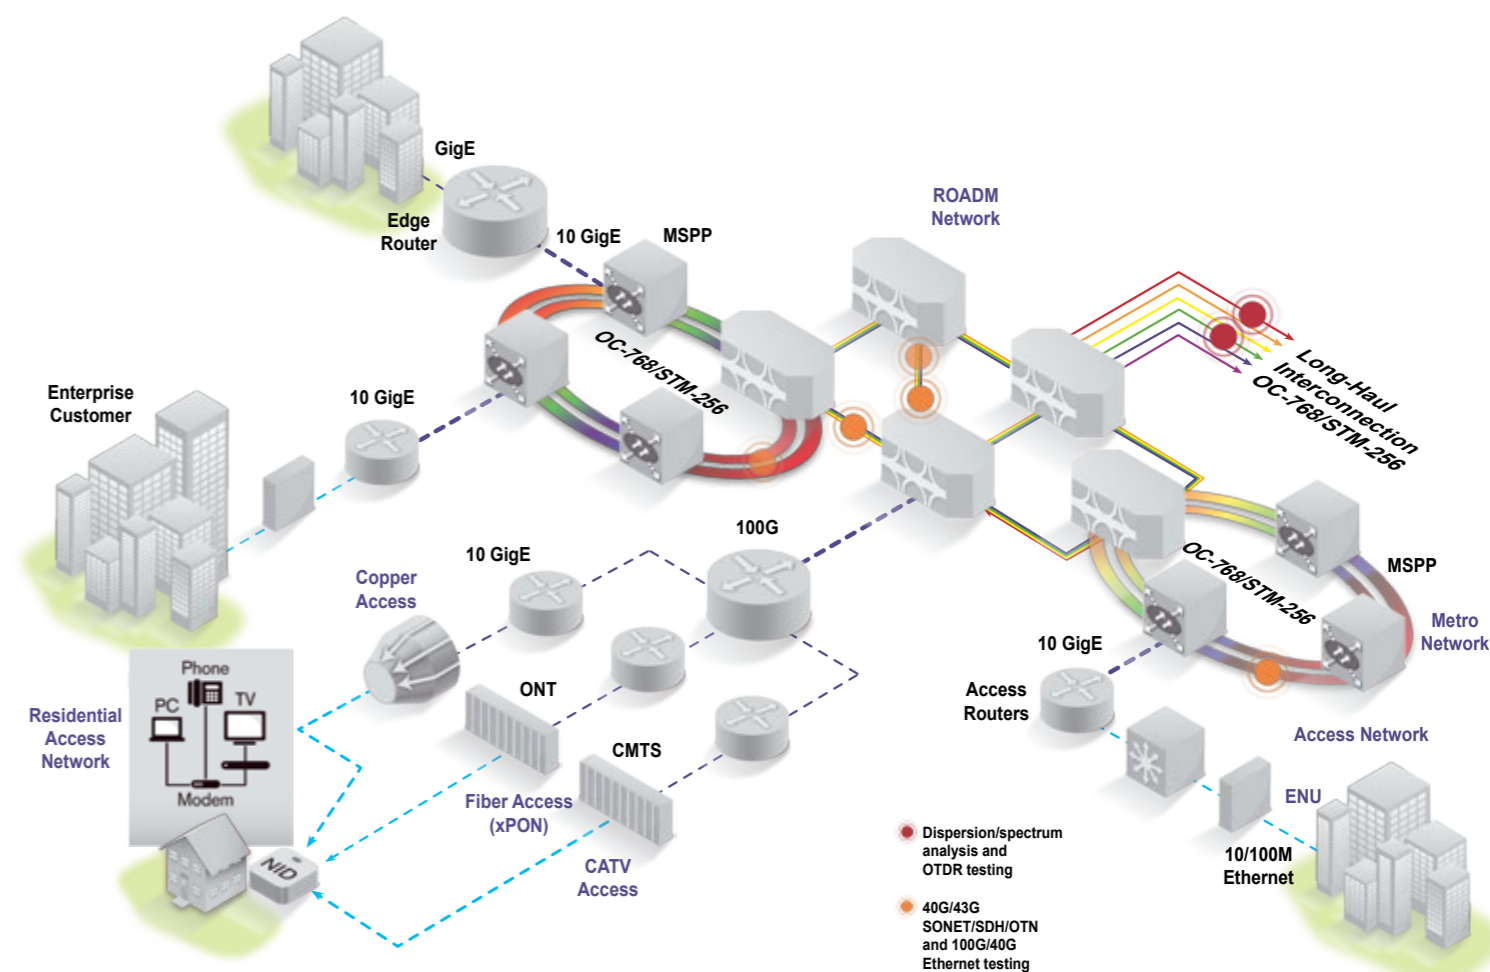 GigE
Edge
Router
10 GigE
MSPP
ROADM
Network
OC-768/STM-256
Long-Haul
Interconnection
OC-768/STM-256
Enterprise
Customer
10 GigE
100G
10 GigE
Copper
Access
OC-768/STM-256
MSPP
Metro
Network
10 GigE
Access
Routers
Access Network
Phone
PC
TV
Modem
Residential
Access
Network
ONT
CMTS
Fiber Access
(xPON)
CATV
Access
NID
ENU
10/100M
Ethernet
Dispersion/spectrum
analysis and
OTDR testing
40G/43G
SONET/SDH/OTN
and 100G/40G
Ethernet testing